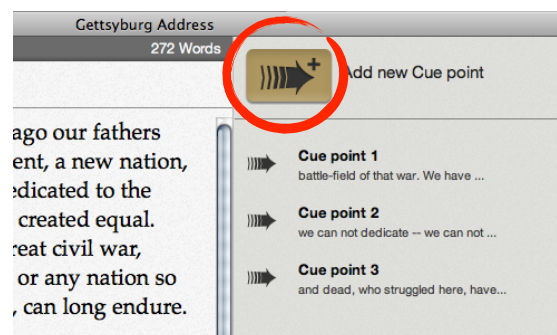 Gettsyburg Address
272 Words
Add new Cue point
ago our fathers
ent, a new nation,
edicated to the
created equal.
reat civil war,
or any nation so
, can long endure.
Cue point 1
battle-field of that war. We have ...
Cue point 2
we can not dedicate -- we can not ...
Cue point 3
and dead, who struggled here, have...